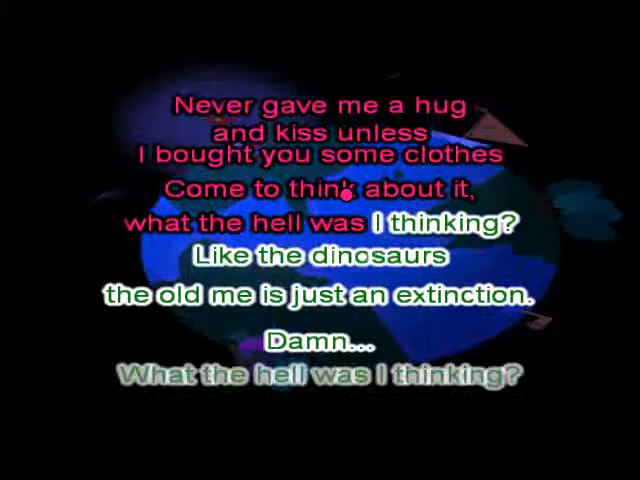 Never gave me a hug
and kiss unless
I bought you some clothes
Come to think about it,
what the hell was I thinking?
Like the dinosaurs
the old me is just an extinction.
Damn...
What the hell was I thinking?